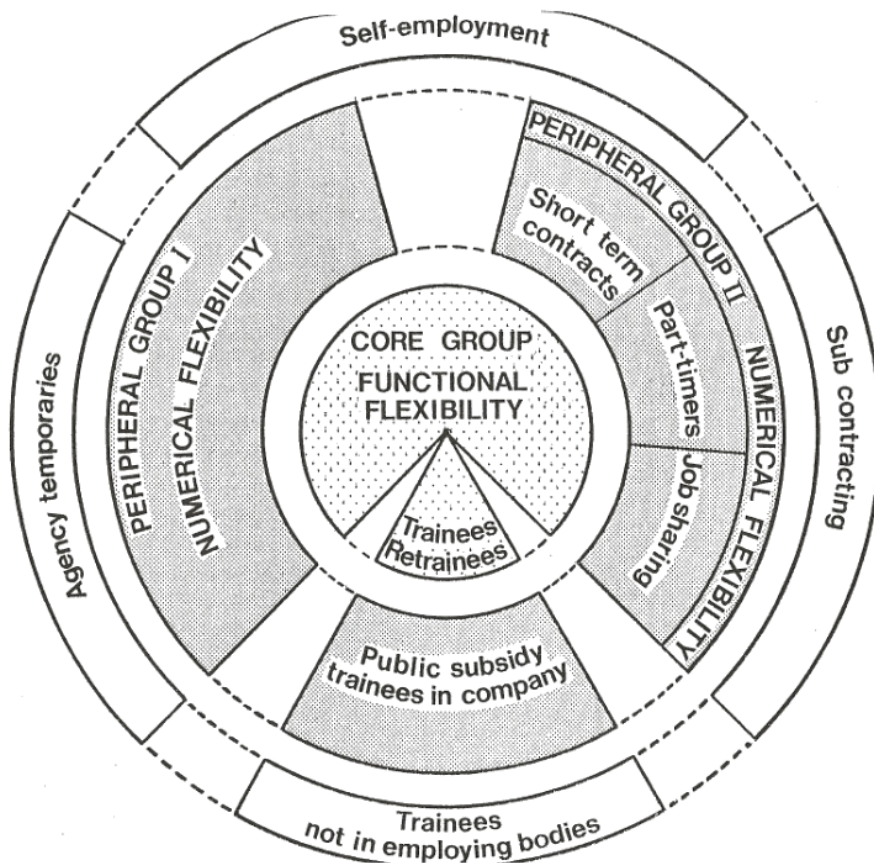 Self-employment
PERIPHERAL GROUP I
NUMERICAL FLEXIBILITY
PERIPHERAL GROUP II
NUMERICAL FLEXIBILITY
Short term
contracts
Part-timers
Job sharing
CORE GROUP
FUNCTIONAL
FLEXIBILITY
Trainees
Retrainees
Agency temporaries
Sub contracting
Public subsidy
trainees in company
Trainees
not in employing bodies